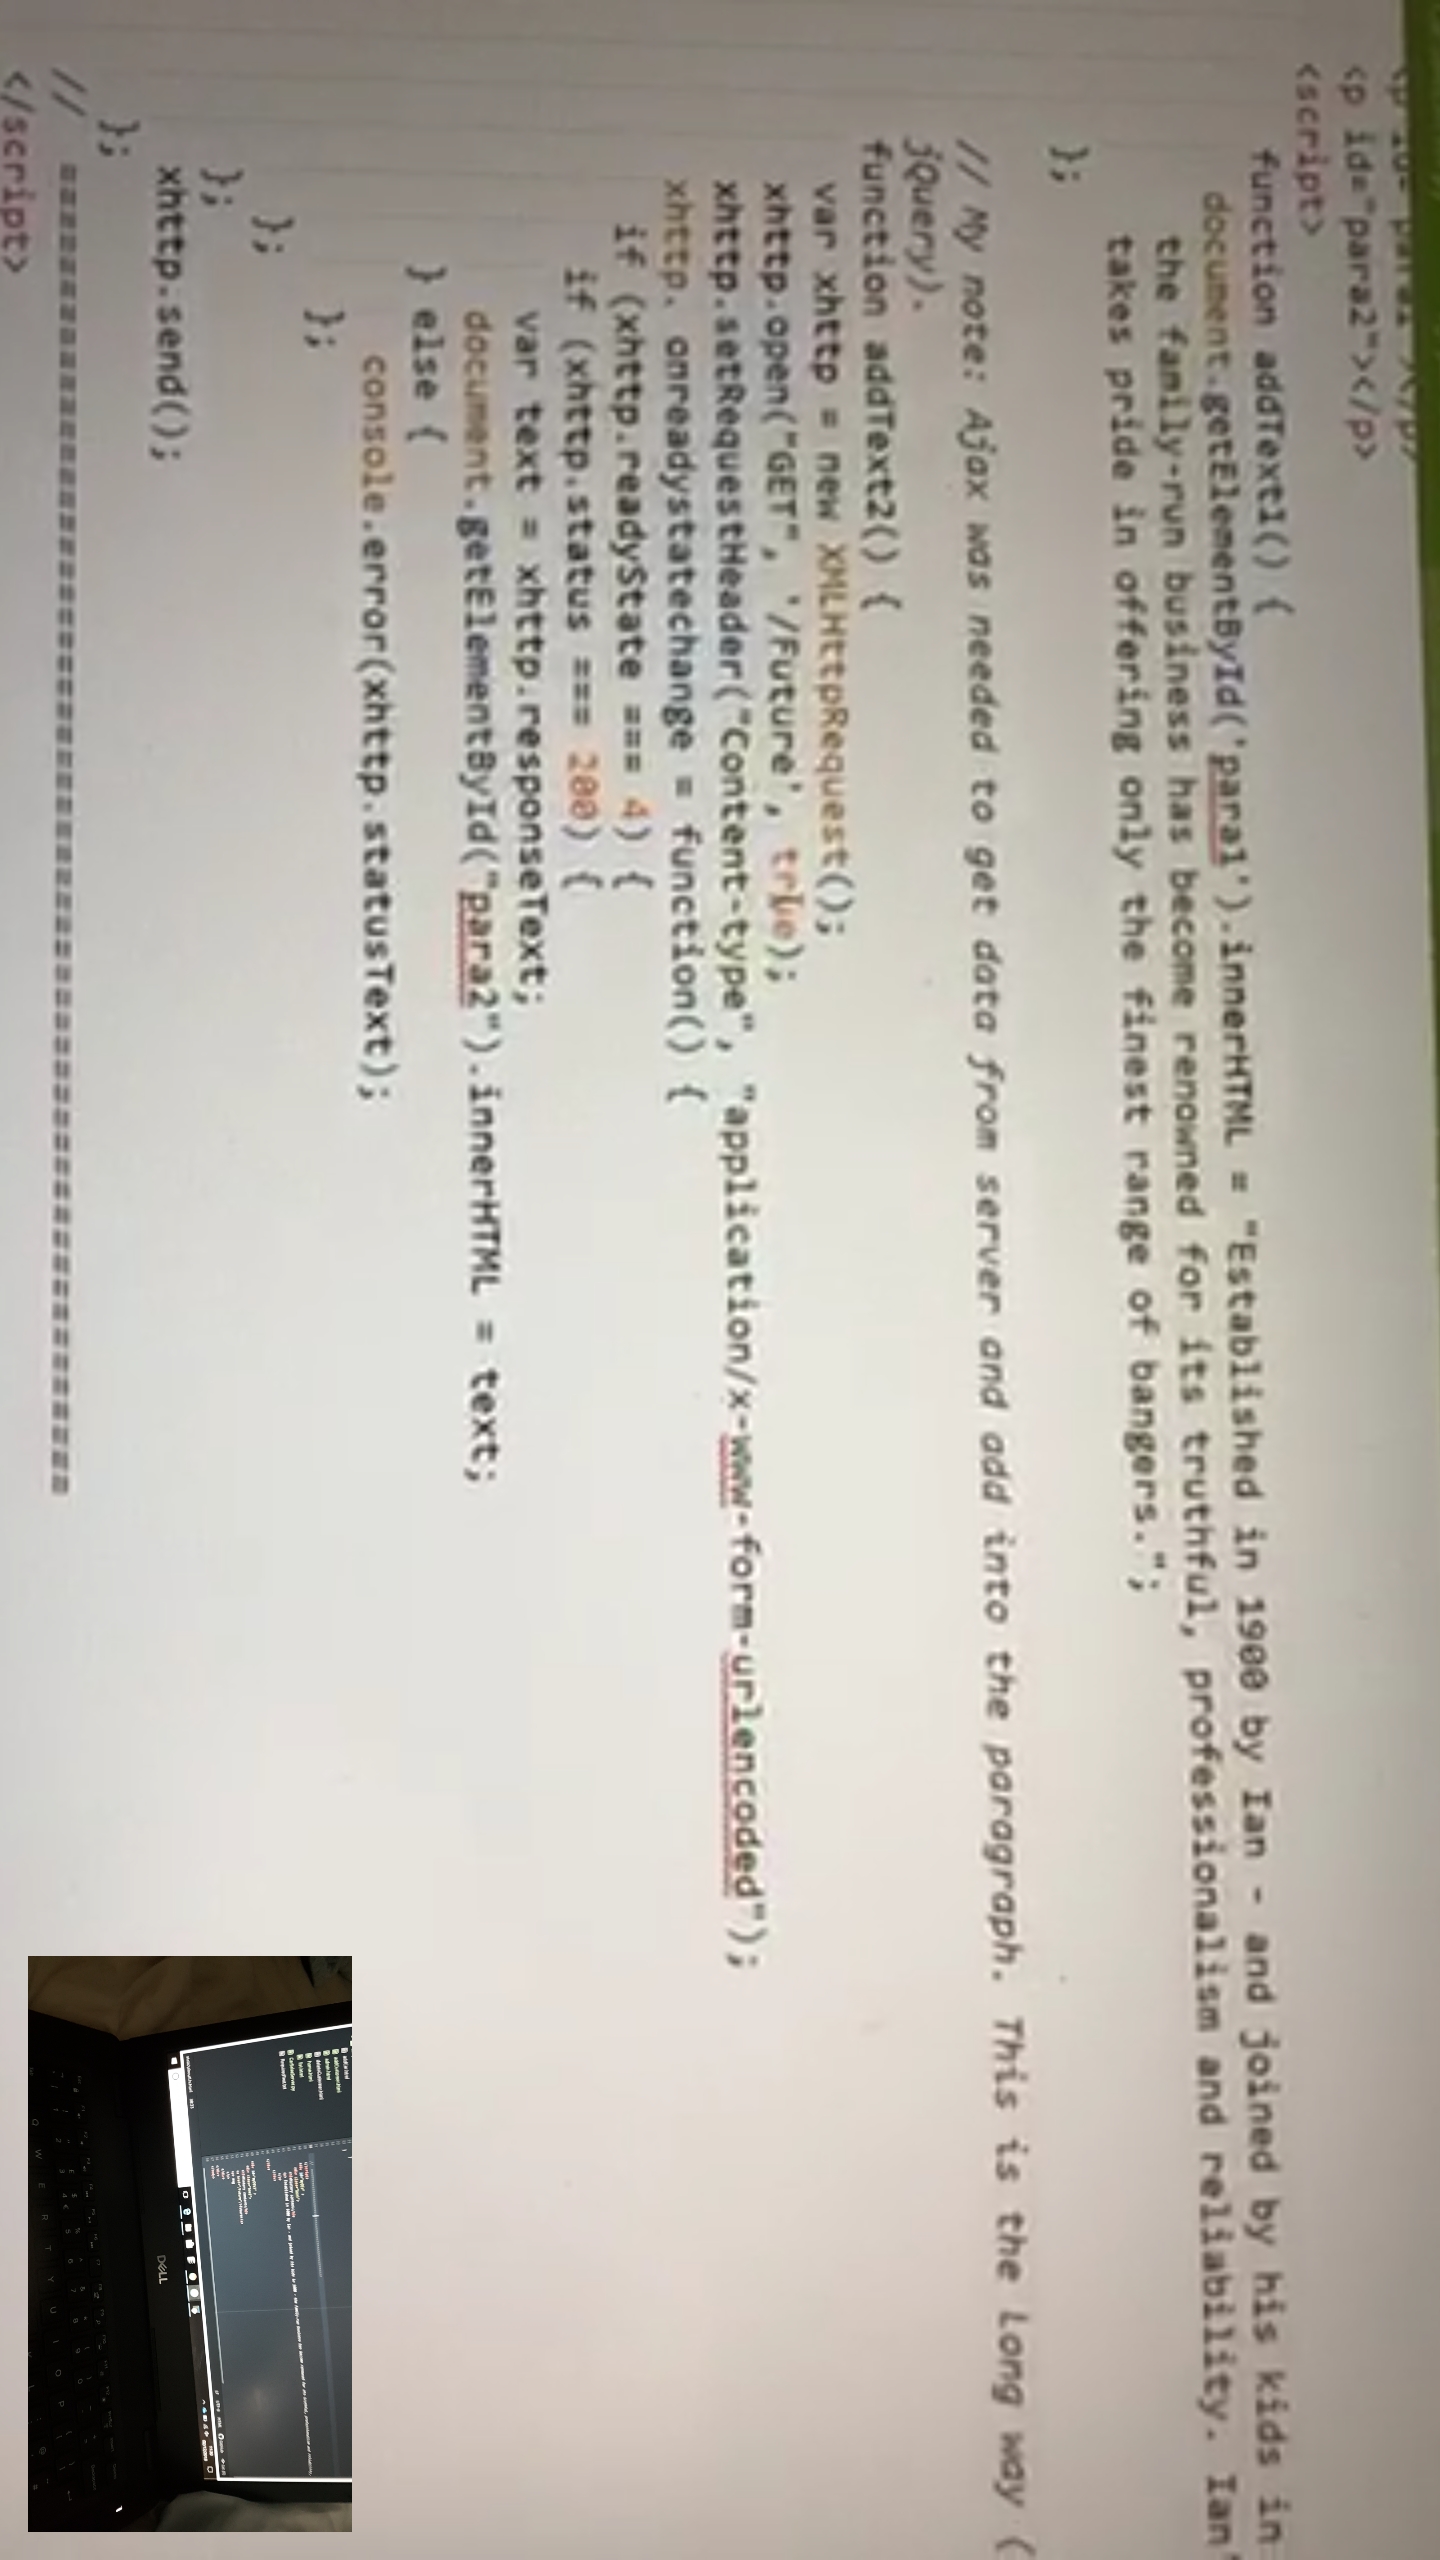 <p id="para1"></p>
<p id="para2"></p>
<script>
function addText1() {
document.getElementById('para1').innerHTML = "Established in 1900 by Ian - and joined by his kids in
the family-run business has become renowned for its truthful, professionalism and reliability. Ian'
takes pride in offering only the finest range of bangers.";
};
// My note: Ajax was needed to get data from server and add into the paragraph. This is the Long way (
jQuery).
function addText2() {
var xhttp = new XMLHttpRequest();
xhttp.open("GET", '/Future', true);
xhttp.setRequestHeader("Content-type", "application/x-www-form-urlencoded");
xhttp. onreadystatechange = function() {
if (xhttp.readyState === 4) {
if (xhttp.status === 200) {
var text = xhttp.responseText;
document.getElementById("para2").innerHTML = text;
} else {
console.error(xhttp.statusText);
};
};
};
xhttp.send();
};
// ==========================================================
</script>
DELL